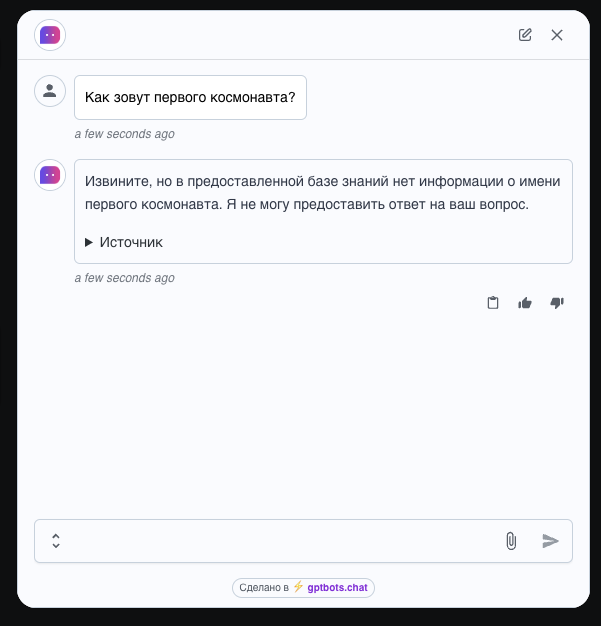 Как зовут первого космонавта?
a few seconds ago
Извините, но в предоставленной базе знаний нет информации о имени
первого космонавта. Я не могу предоставить ответ на ваш вопрос.
Источник
a few seconds ago
Сделано в ⚡ gptbots.chat